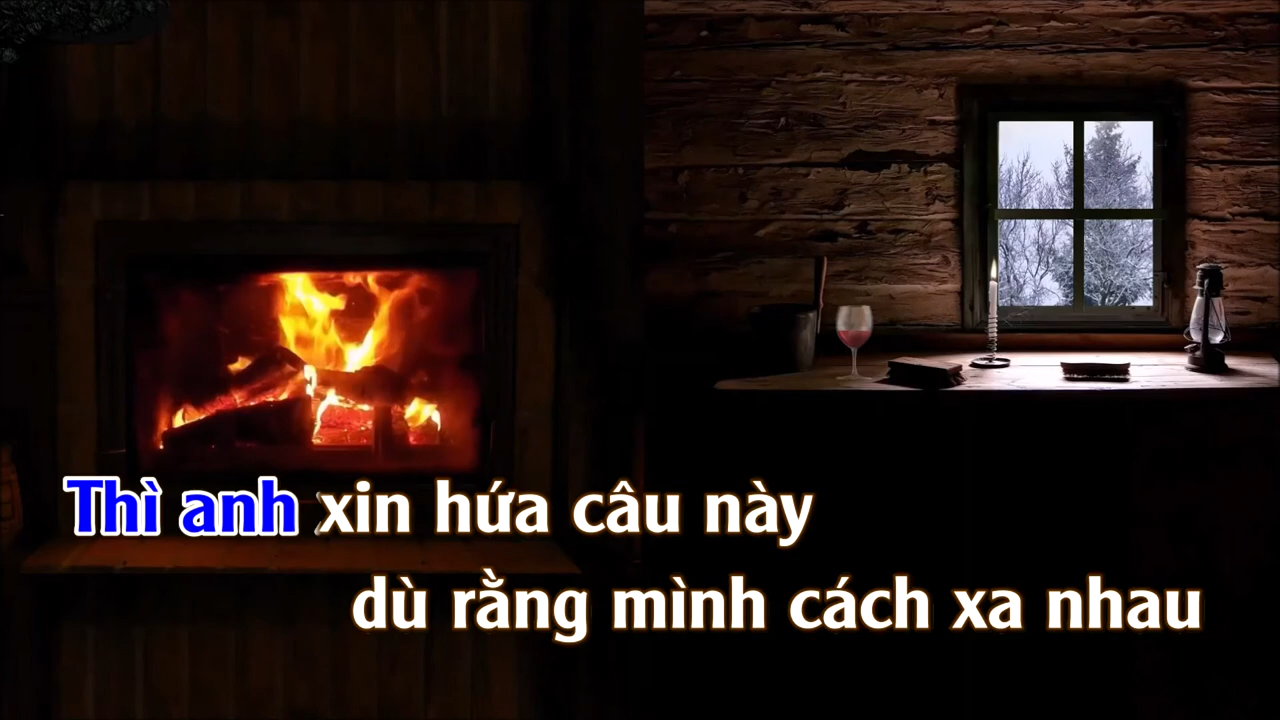 Thì anh xin hứa câu này
dù rằng mình cách xa nhau